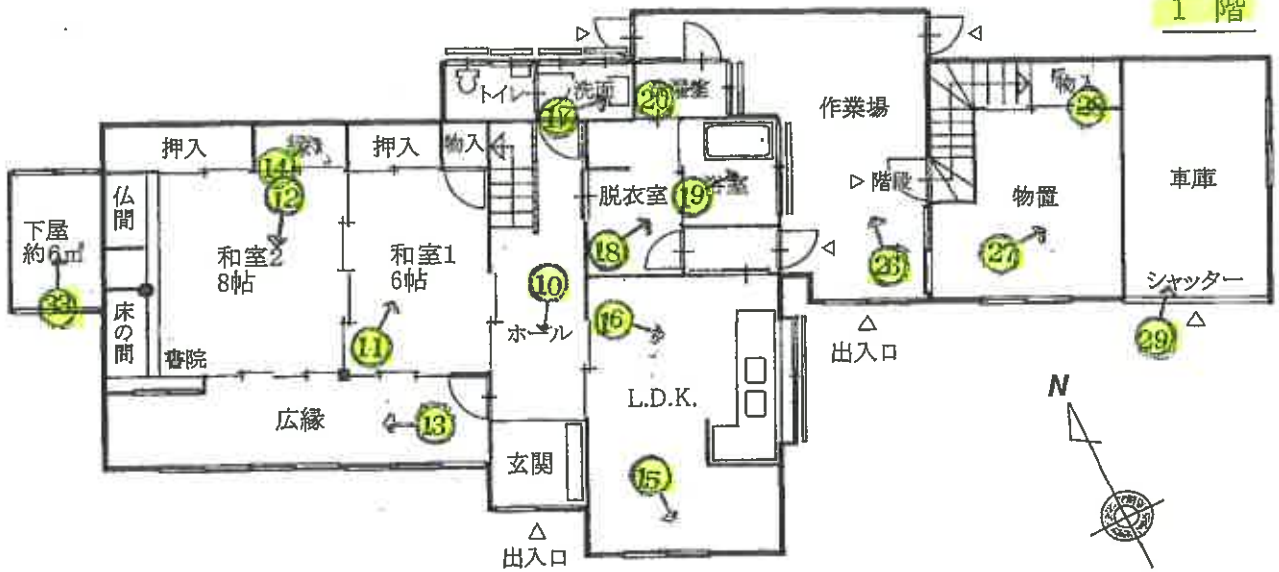 1 階
トイレ
洗面
17
20
作業場
物入
28
押入
14
押入
物入
12
脱衣室
19
浴室
階段
物置
車庫
仏間
下屋
約6㎡
和室2
8帖
和室1
6帖
18
10
26
27
シャッター
床の間
書院
11
ホール
16
出入口
29
L.D.K.
N
広縁
13
玄関
15
出入口